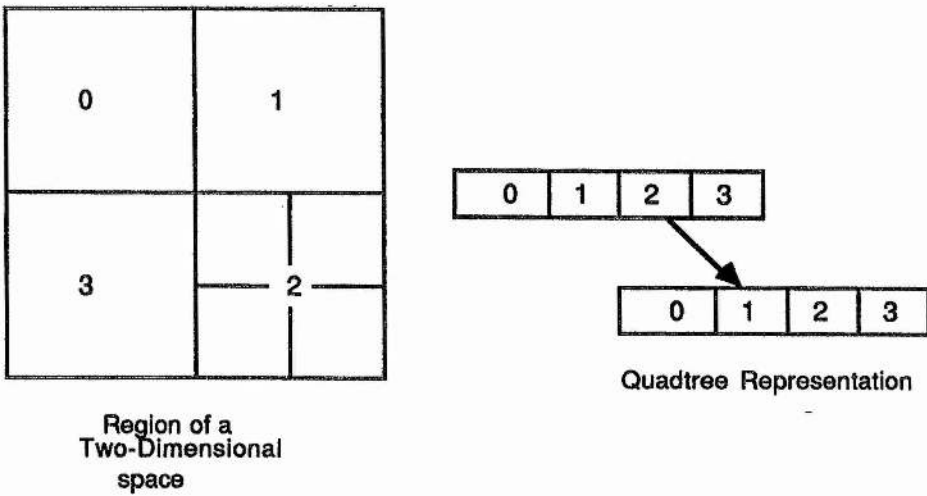 0 1
3 2
Region of a
Two-Dimensional
space
0 1 2 3
0 1 2 3
Quadtree Representation